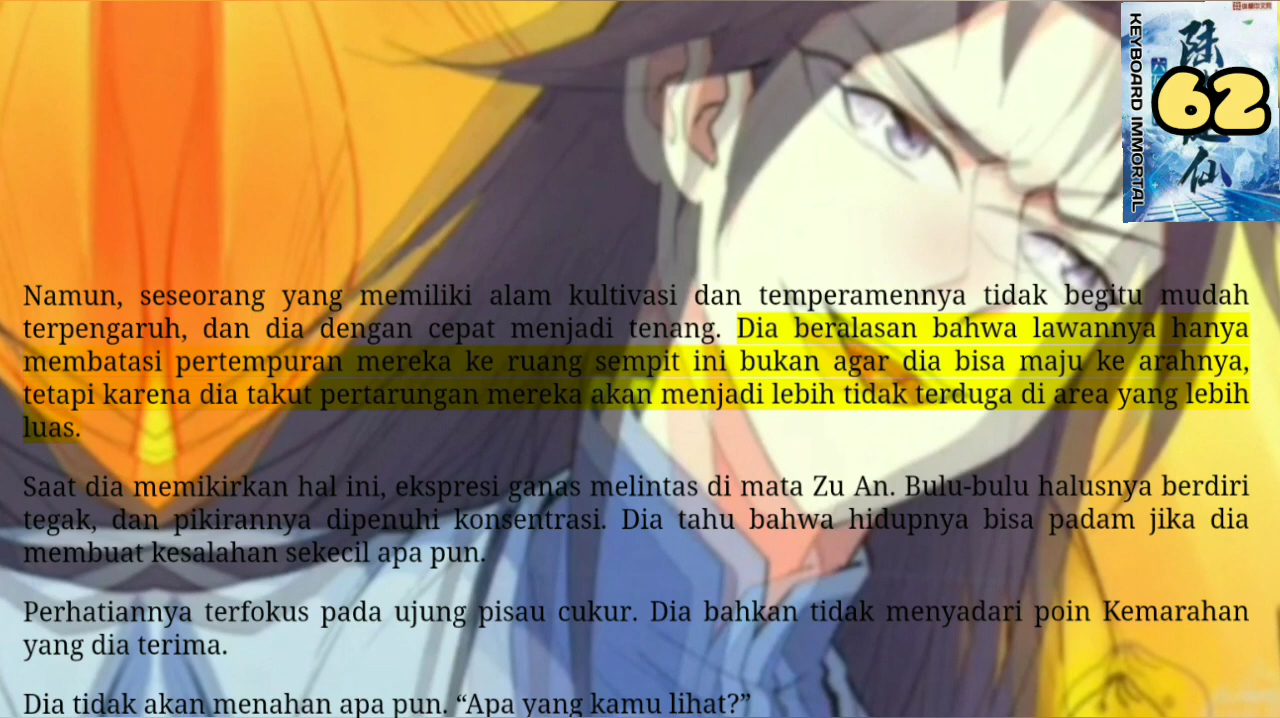 KEYBOARD IMMORTAL
62
仙
Namun, seseorang yang memiliki alam kultivasi dan temperamennya tidak begitu mudah
terpengaruh, dan dia dengan cepat menjadi tenang. Dia beralasan bahwa lawannya hanya
membatasi pertempuran mereka ke ruang sempit ini bukan agar dia bisa maju ke arahnya,
tetapi karena dia takut pertarungan mereka akan menjadi lebih tidak terduga di area yang lebih
luas.
Saat dia memikirkan hal ini, ekspresi ganas melintas di mata Zu An. Bulu-bulu halusnya berdiri
tegak, dan pikirannya dipenuhi konsentrasi. Dia tahu bahwa hidupnya bisa padam jika dia
membuat kesalahan sekecil apa pun.
Perhatiannya terfokus pada ujung pisau cukur. Dia bahkan tidak menyadari poin Kemarahan
yang dia terima.
Dia tidak akan menahan apa pun. “Apa yang kamu lihat?”